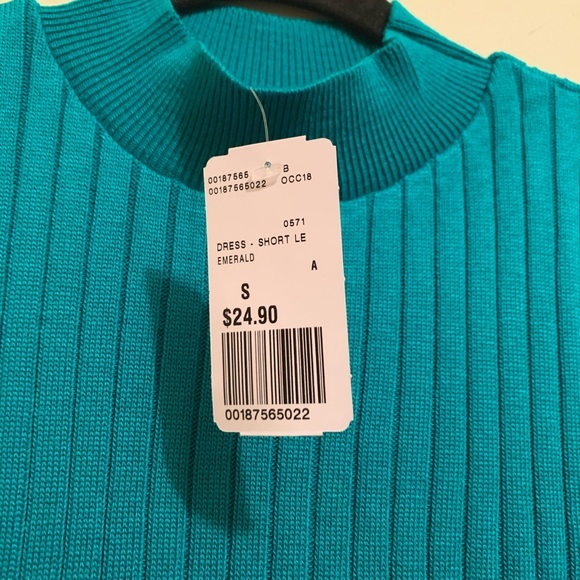 00187565 B
00187565022 OCC18
0571
DRESS - SHORT LE
EMERALD
A
S
$24.90
00187565022